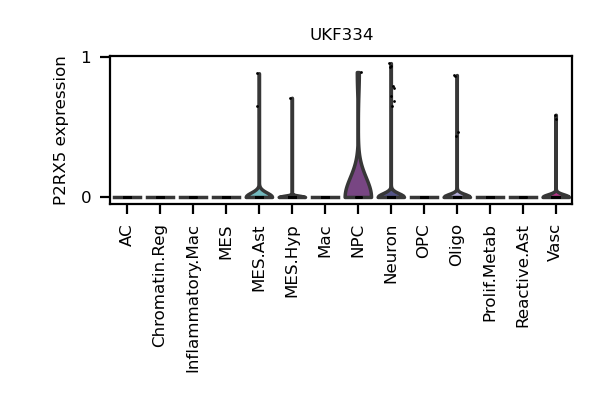 UKF334
P2RX5 expression
1
0
AC
Chromatin.Reg
Inflammatory.Mac
MES
MES.Ast
MES.Hyp
Mac
NPC
Neuron
OPC
Oligo
Prolif.Metab
Reactive.Ast
Vasc